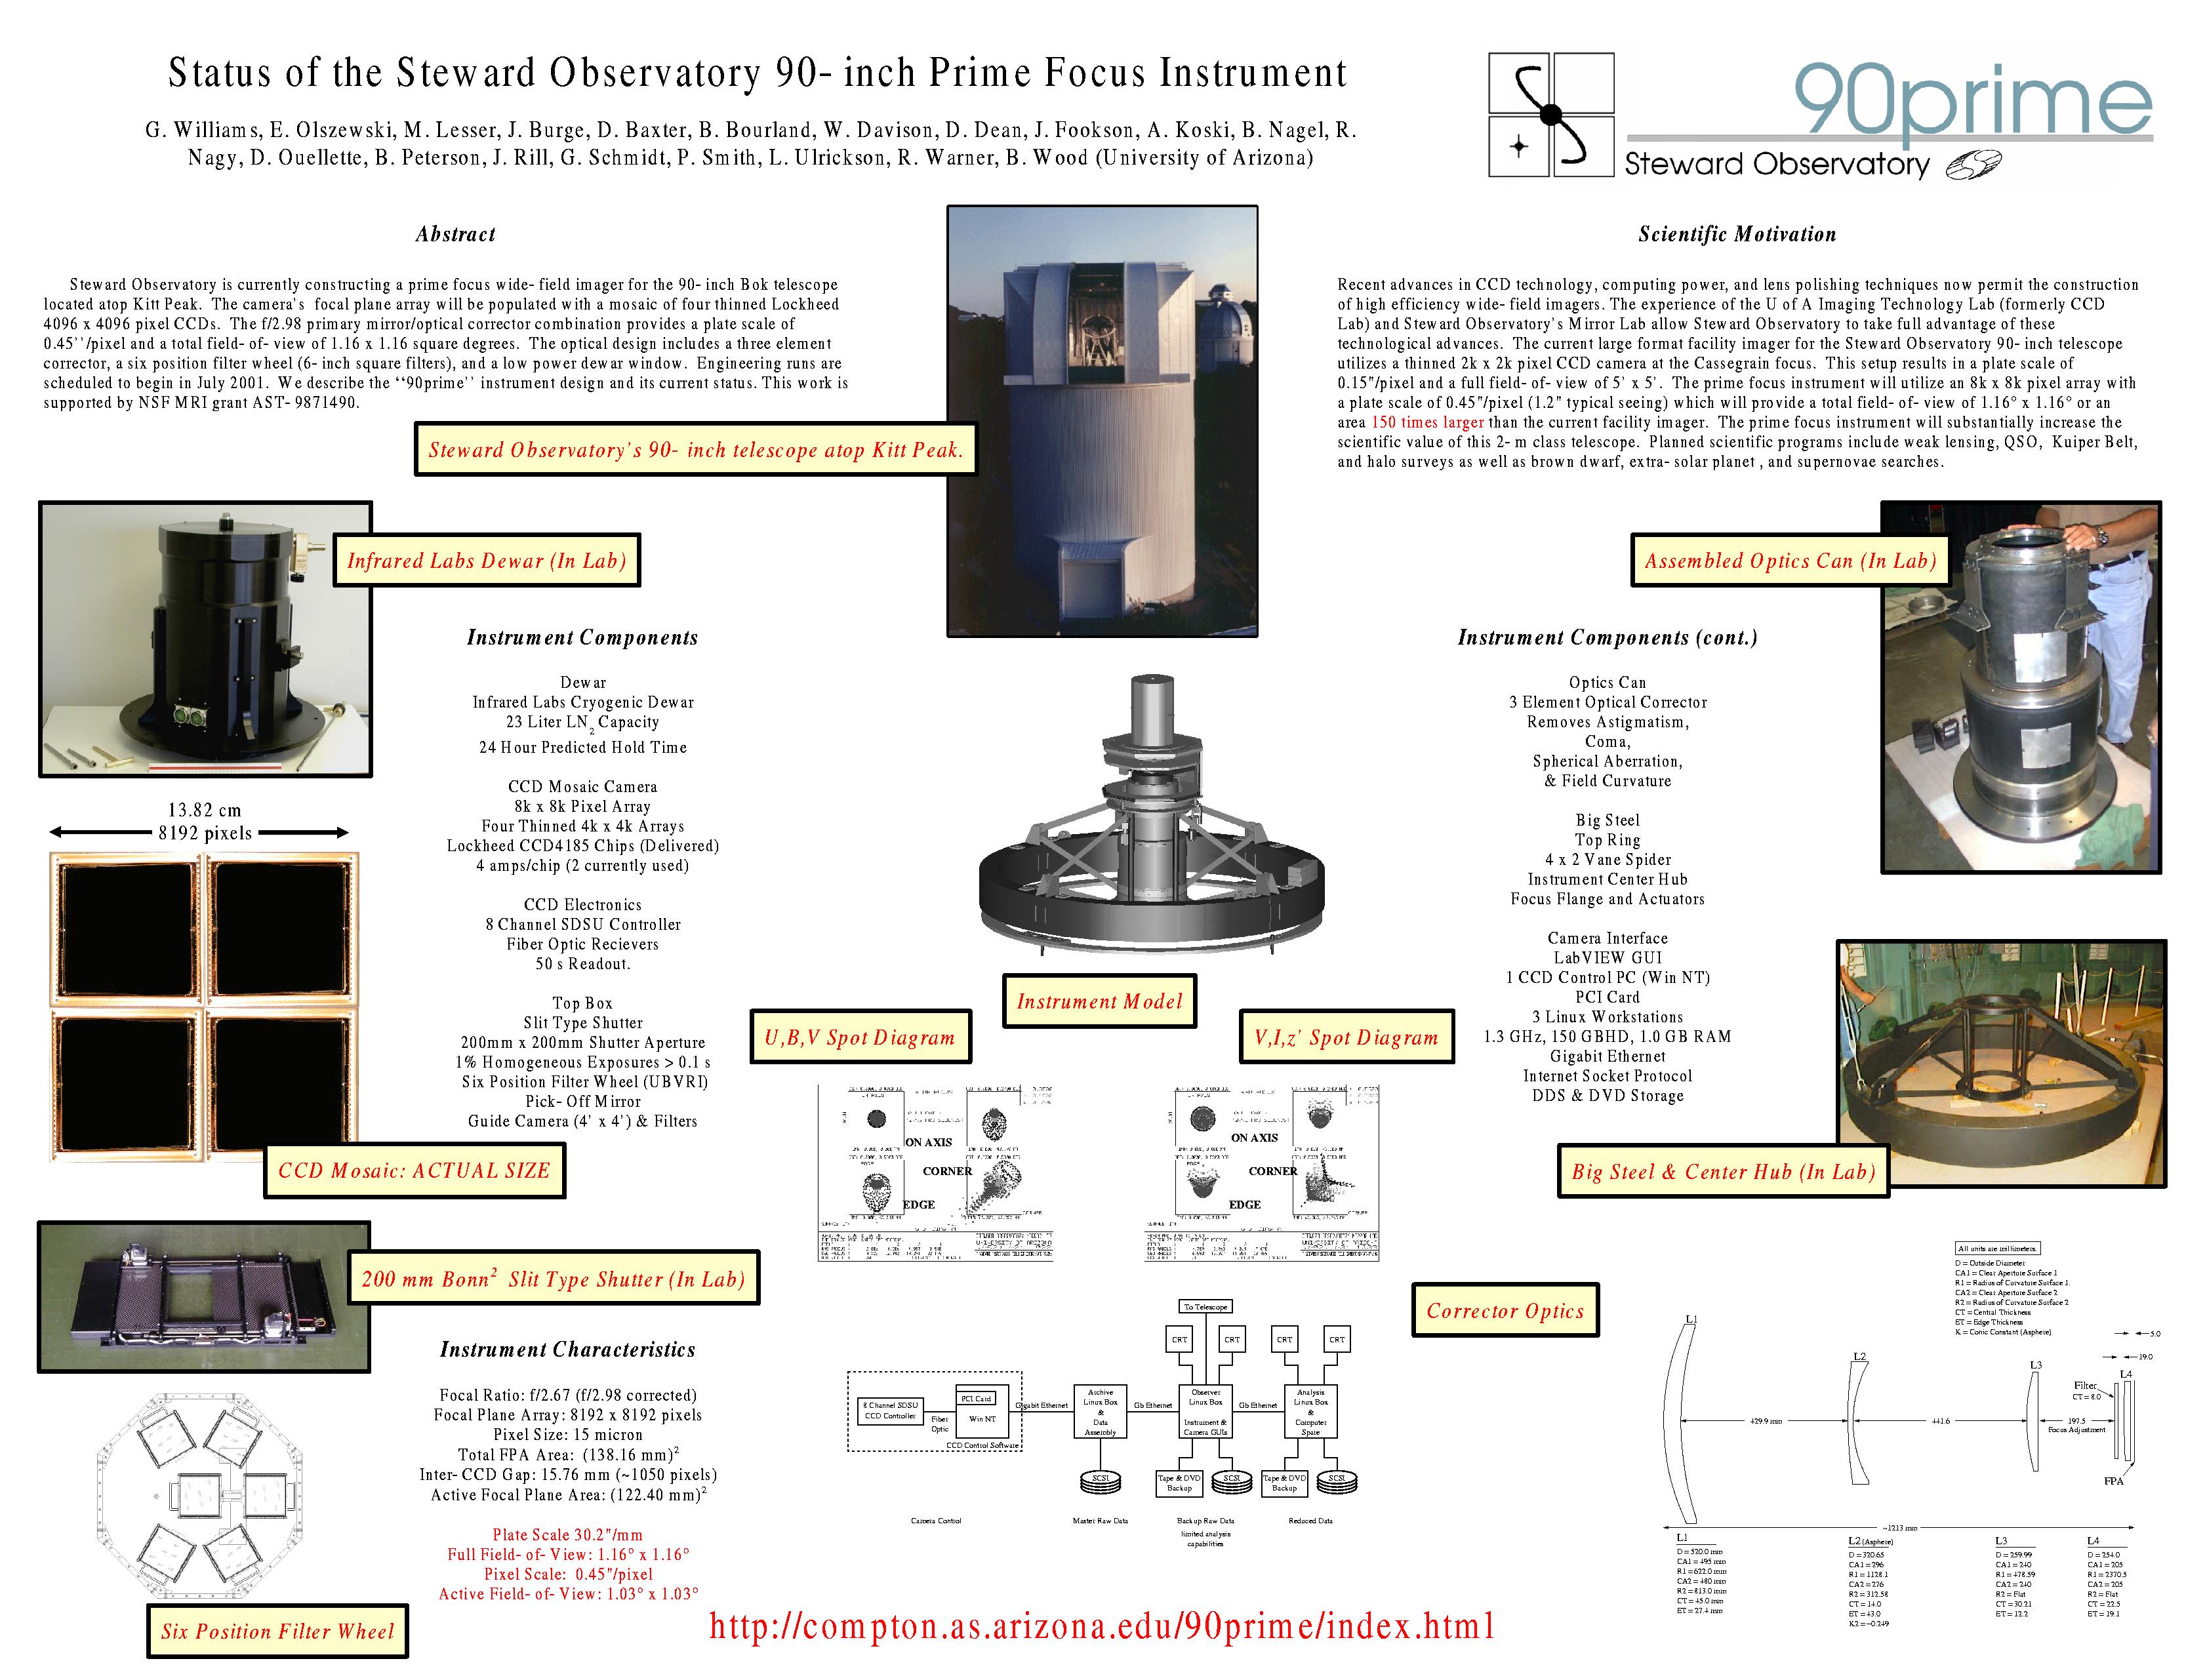 Status of the Steward Observatory 90- inch Prime Focus Instrument
G. Williams, E. Olszewski, M. Lesser, J. Burge, D. Baxter, B. Bourland, W. Davison, D. Dean, J. Fookson, A. Koski, B. Nagel, R.
Nagy, D. Ouellette, B. Peterson, J. Rill, G. Schmidt, P. Smith, L. Ulrickson, R. Warner, B. Wood (University of Arizona)
90prime
Steward Observatory
Abstract
Steward Observatory is currently constructing a prime focus wide- field imager for the 90- inch Bok telescope
located atop Kitt Peak. The camera's focal plane array will be populated with a mosaic of four thinned Lockheed
4096 x 4096 pixel CCDs. The f/2.98 primary mirror/optical corrector combination provides a plate scale of
0.45''/pixel and a total field- of- view of 1.16 x 1.16 square degrees. The optical design includes a three element
corrector, a six position filter wheel (6- inch square filters), and a low power dewar window. Engineering runs are
scheduled to begin in July 2001. We describe the ‘‘90prime’’ instrument design and its current status. This work is
supported by NSF MRI grant AST- 9871490.
Scientific Motivation
Recent advances in CCD technology, computing power, and lens polishing techniques now permit the construction
of high efficiency wide- field imagers. The experience of the U of A Imaging Technology Lab (formerly CCD
Lab) and Steward Observatory's Mirror Lab allow Steward Observatory to take full advantage of these
technological advances. The current large format facility imager for the Steward Observatory 90- inch telescope
utilizes a thinned 2k x 2k pixel CCD camera at the Cassegrain focus. This setup results in a plate scale of
0.15"/pixel and a full field- of- view of 5' x 5'. The prime focus instrument will utilize an 8k x 8k pixel array with
a plate scale of 0.45"/pixel (1.2" typical seeing) which will provide a total field- of- view of 1.16° x 1.16° or an
area 150 times larger than the current facility imager. The prime focus instrument will substantially increase the
scientific value of this 2- m class telescope. Planned scientific programs include weak lensing, QSO, Kuiper Belt,
and halo surveys as well as brown dwarf, extra- solar planet , and supernovae searches.
Steward Observatory's 90- inch telescope atop Kitt Peak.
Infrared Labs Dewar (In Lab)
Assembled Optics Can (In Lab)
Instrument Components
Dewar
Infrared Labs Cryogenic Dewar
23 Liter LN2 Capacity
24 Hour Predicted Hold Time
CCD Mosaic Camera
8k x 8k Pixel Array
Four Thinned 4k x 4k Arrays
Lockheed CCD4185 Chips (Delivered)
4 amps/chip (2 currently used)
CCD Electronics
8 Channel SDSU Controller
Fiber Optic Recievers
50 s Readout.
Top Box
Slit Type Shutter
200mm x 200mm Shutter Aperture
1% Homogeneous Exposures > 0.1 s
Six Position Filter Wheel (UBVRI)
Pick- Off Mirror
Guide Camera (4' x 4') & Filters
Instrument Components (cont.)
Optics Can
3 Element Optical Corrector
Removes Astigmatism,
Coma,
Spherical Aberration,
& Field Curvature
Big Steel
Top Ring
4 x 2 Vane Spider
Instrument Center Hub
Focus Flange and Actuators
Camera Interface
LabVIEW GUI
1 CCD Control PC (Win NT)
PCI Card
3 Linux Workstations
1.3 GHz, 150 GBHD, 1.0 GB RAM
Gigabit Ethernet
Internet Socket Protocol
DDS & DVD Storage
13.82 cm
8192 pixels
CCD Mosaic: ACTUAL SIZE
Instrument Model
U,B,V Spot Diagram
V,I,z' Spot Diagram
ON AXIS
CORNER
EDGE
ON AXIS
CORNER
EDGE
Big Steel & Center Hub (In Lab)
200 mm Bonn2 Slit Type Shutter (In Lab)
Instrument Characteristics
Focal Ratio: f/2.67 (f/2.98 corrected)
Focal Plane Array: 8192 x 8192 pixels
Pixel Size: 15 micron
Total FPA Area: (138.16 mm)2
Inter- CCD Gap: 15.76 mm (~1050 pixels)
Active Focal Plane Area: (122.40 mm)2
Plate Scale 30.2"/mm
Full Field- of- View: 1.16° x 1.16°
Pixel Scale: 0.45"/pixel
Active Field- of- View: 1.03° x 1.03°
Six Position Filter Wheel
To Telescope
CRT
CRT
CRT
CRT
8 Channel SDSU
CCD Controller
Fiber
Optic
PCI Card
Win NT
CCD Control Software
Gigabit Ethernet
Archive
Linux Box
&
Data
Assembly
Gb Ethernet
Observer
Linux Box
Instrument &
Camera GUIs
Gb Ethernet
Analysis
Linux Box
&
Computer
Spare
SCSI
Tape & DVD
Backup
SCSI
Tape & DVD
Backup
SCSI
Camera Control
Master Raw Data
Backup Raw Data
limited analysis
capabilities
Reduced Data
Corrector Optics
All units are millimeters.
D = Outside Diameter
CA1 = Clear Aperture Surface 1
R1 = Radius of Curvature Surface 1
CA2 = Clear Aperture Surface 2
R2 = Radius of Curvature Surface 2
CT = Central Thickness
ET = Edge Thickness
K = Conic Constant (Asphere)
5.0
19.0
L1
L2
L3
L4
Filter
CT = 8.0
429.9 mm
441.6
197.5
Focus Adjustment
FPA
~1213 mm
L1
D = 520.0 mm
CA1 = 495 mm
R1 = 622.0 mm
CA2 = 480 mm
R2 = 813.0 mm
CT = 45.0 mm
ET = 27.4 mm
L2 (Asphere)
D = 320.65
CA1 = 296
R1 = 1128.1
CA2 = 276
R2 = 312.58
CT = 14.0
ET = 43.0
K2 = -0.249
L3
D = 259.99
CA1 = 240
R1 = 478.59
CA2 = 240
R2 = Flat
CT = 30.21
ET = 12.2
L4
D = 254.0
CA1 = 205
R1 = 2370.5
CA2 = 205
R2 = Flat
CT = 22.5
ET = 19.1
http://compton.as.arizona.edu/90prime/index.html